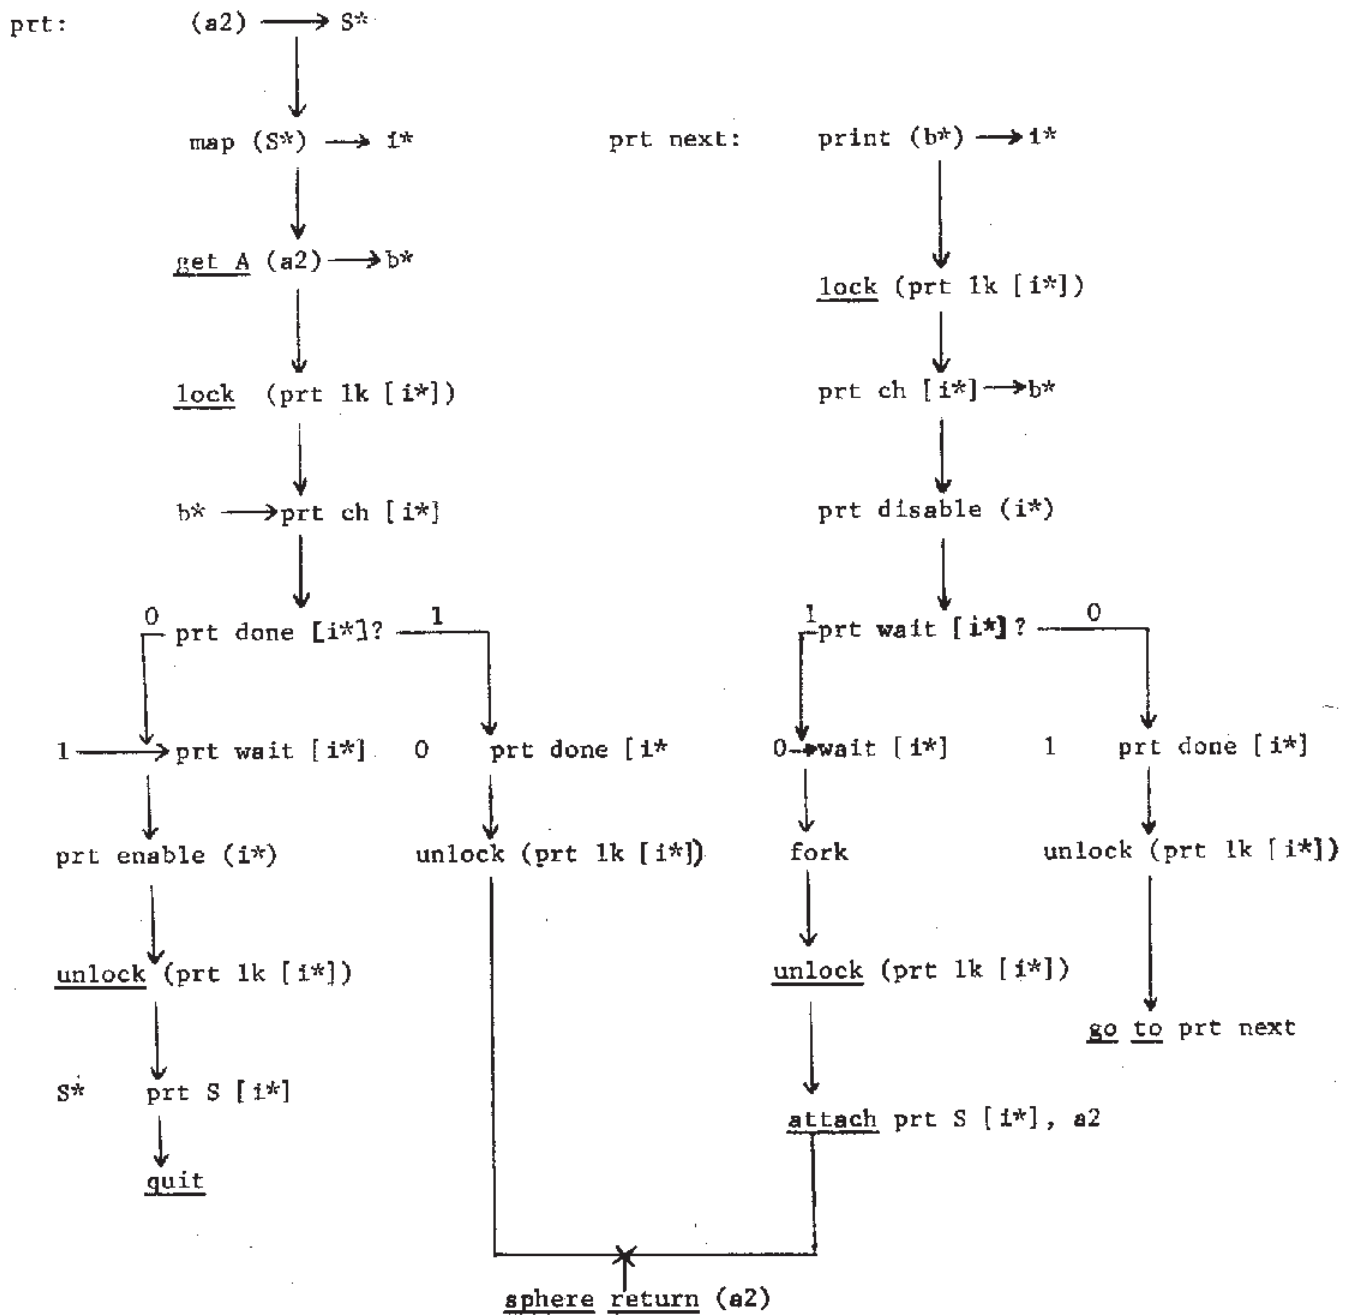 prt: (a2) → S*
map (S*) → i*
get A (a2) → b*
lock (prt lk [i*])
b* → prt ch [i*]
0 prt done [i*]? 1
1 → prt wait [i*]
prt enable (i*)
unlock (prt lk [i*])
S* prt S [i*]
quit
0 prt done [i*
unlock (prt lk [i*])
prt next: print (b*) → i*
lock (prt lk [i*])
prt ch [i*] → b*
prt disable (i*)
1 prt wait [i*]? 0
0 → wait [i*]
fork
unlock (prt lk [i*])
attach prt S [i*], a2
1 prt done [i*]
unlock (prt lk [i*])
go to prt next
sphere return (a2)